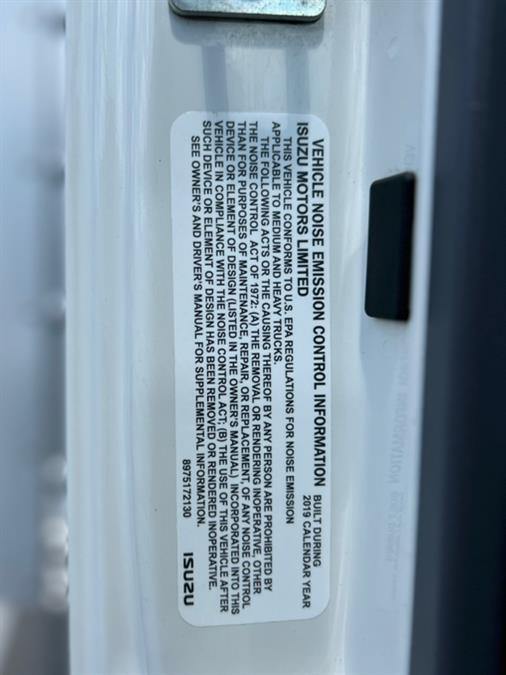 VEHICLE NOISE EMISSION CONTROL INFORMATION
ISUZU MOTORS LIMITED
BUILT DURING
2019 CALENDAR YEAR
THIS VEHICLE CONFORMS TO U.S. EPA REGULATIONS FOR NOISE EMISSION
APPLICABLE TO MEDIUM AND HEAVY TRUCKS.
THE FOLLOWING ACTS OR THE CAUSING THEREOF BY ANY PERSON ARE PROHIBITED BY
THE NOISE CONTROL ACT OF 1972: (A) THE REMOVAL OR RENDERING INOPERATIVE, OTHER
THAN FOR PURPOSES OF MAINTENANCE, REPAIR, OR REPLACEMENT, OF ANY NOISE CONTROL
DEVICE OR ELEMENT OF DESIGN (LISTED IN THE OWNER'S MANUAL) INCORPORATED INTO THIS
VEHICLE IN COMPLIANCE WITH THE NOISE CONTROL ACT; (B) THE USE OF THIS VEHICLE AFTER
SUCH DEVICE OR ELEMENT OF DESIGN HAS BEEN REMOVED OR RENDERED INOPERATIVE.
SEE OWNER'S AND DRIVER'S MANUAL FOR SUPPLEMENTAL INFORMATION.
8975172130
ISUZU